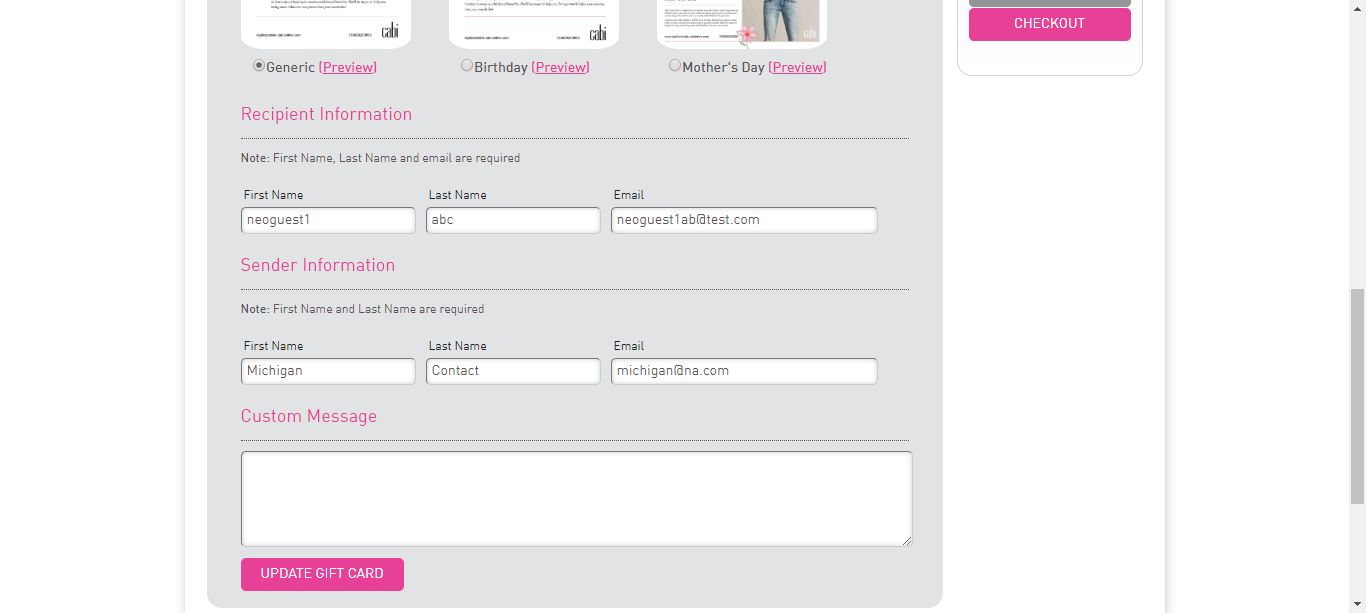 cabi
cabi
cabi
CHECKOUT
Generic (Preview)
Birthday (Preview)
Mother's Day (Preview)
Recipient Information
Note: First Name, Last Name and email are required
First Name
Last Name
Email
neoguest1
abc
neoguest1ab@test.com
Sender Information
Note: First Name and Last Name are required
First Name
Last Name
Email
Michigan
Contact
michigan@na.com
Custom Message
UPDATE GIFT CARD